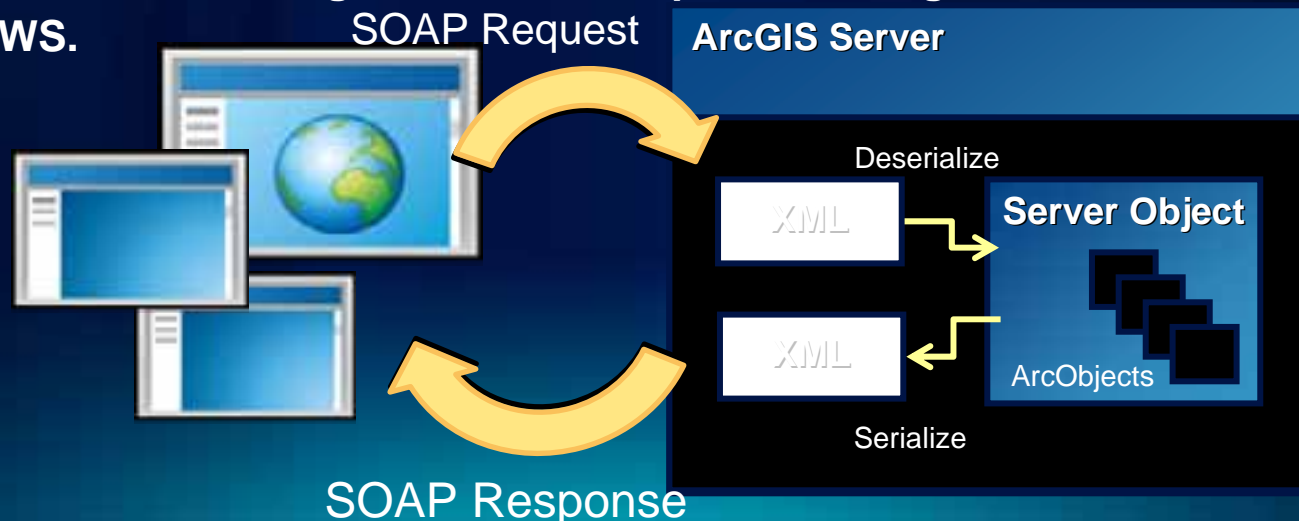 ws.
SOAP Request
ArcGIS Server
Deserialize
XML
Server Object
XML
ArcObjects
Serialize
SOAP Response